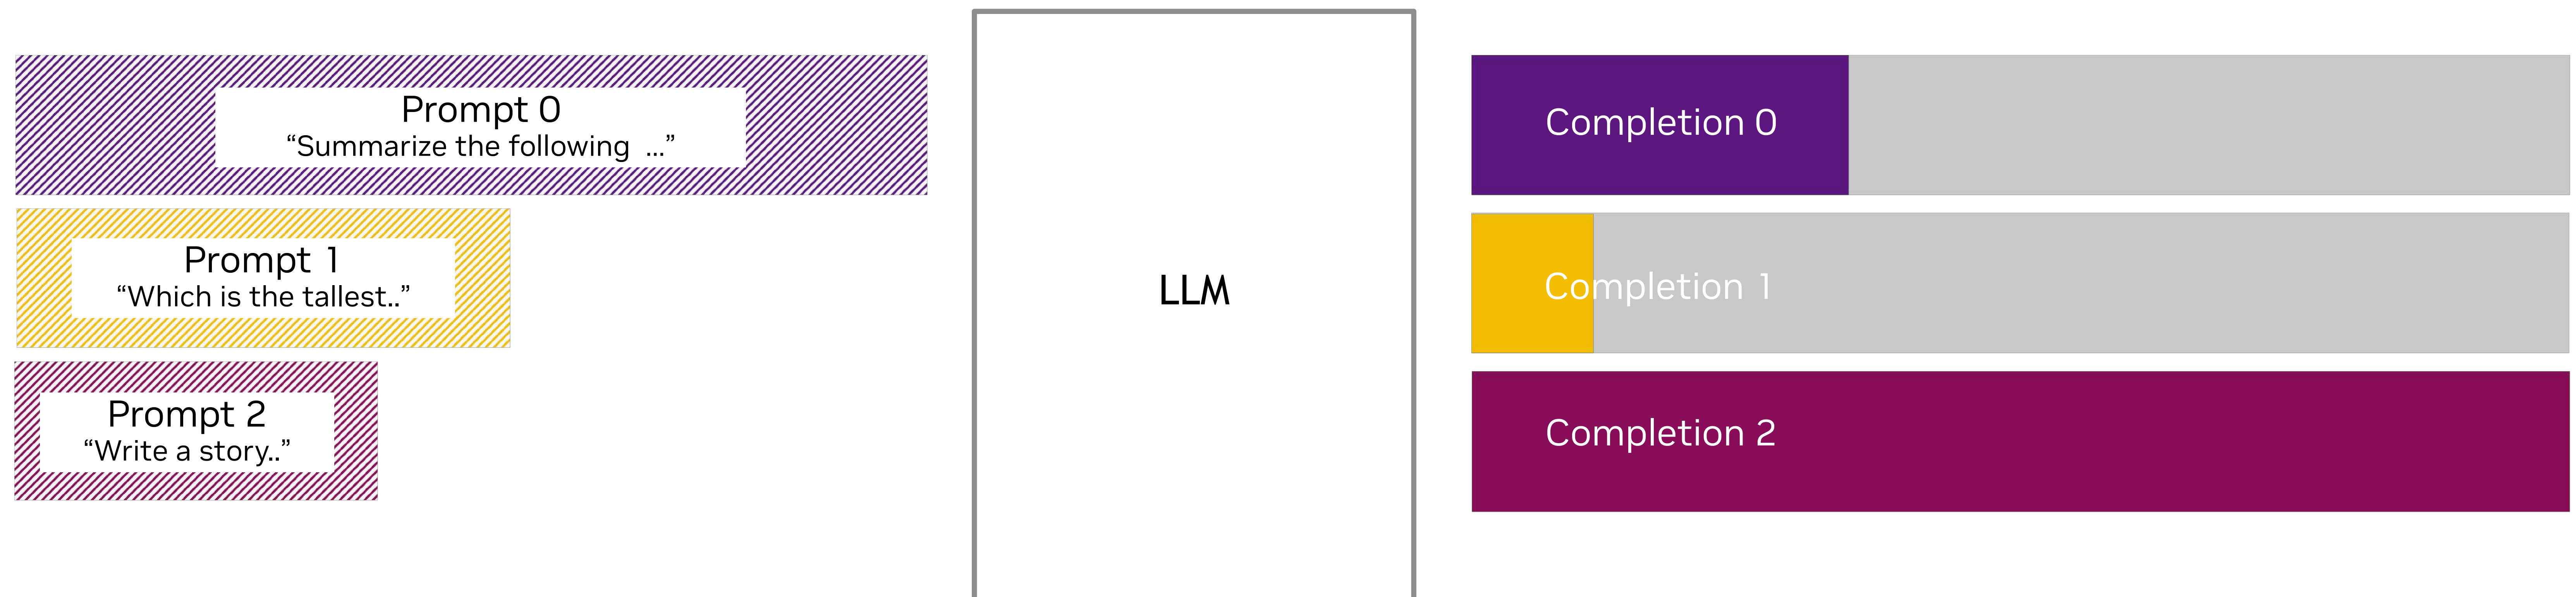 Prompt 0
“Summarize the following  ...”
Prompt 1
“Which is the tallest..”
Prompt 2
“Write a story..”
LLM
Completion 0
Completion 1
Completion 2